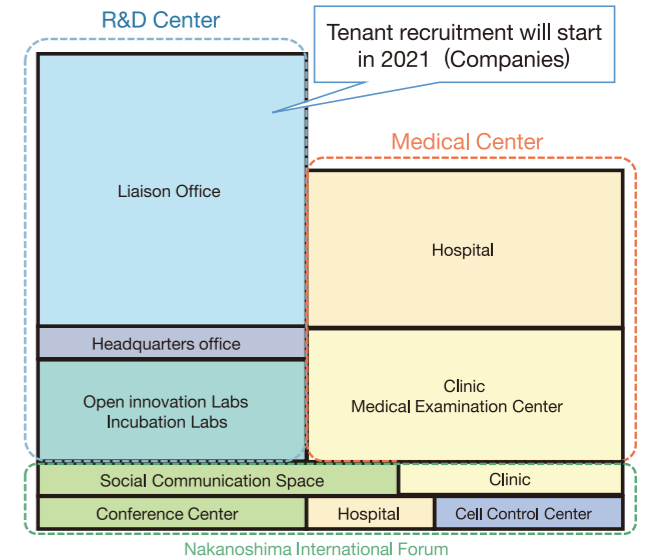 R&D Center
Tenant recruitment will start
in 2021 (Companies)
Medical Center
Liaison Office
Hospital
Headquarters office
Open innovation Labs
Incubation Labs
Clinic
Medical Examination Center
Social Communication Space
Clinic
Conference Center
Hospital
Cell Control Center
Nakanoshima International Forum